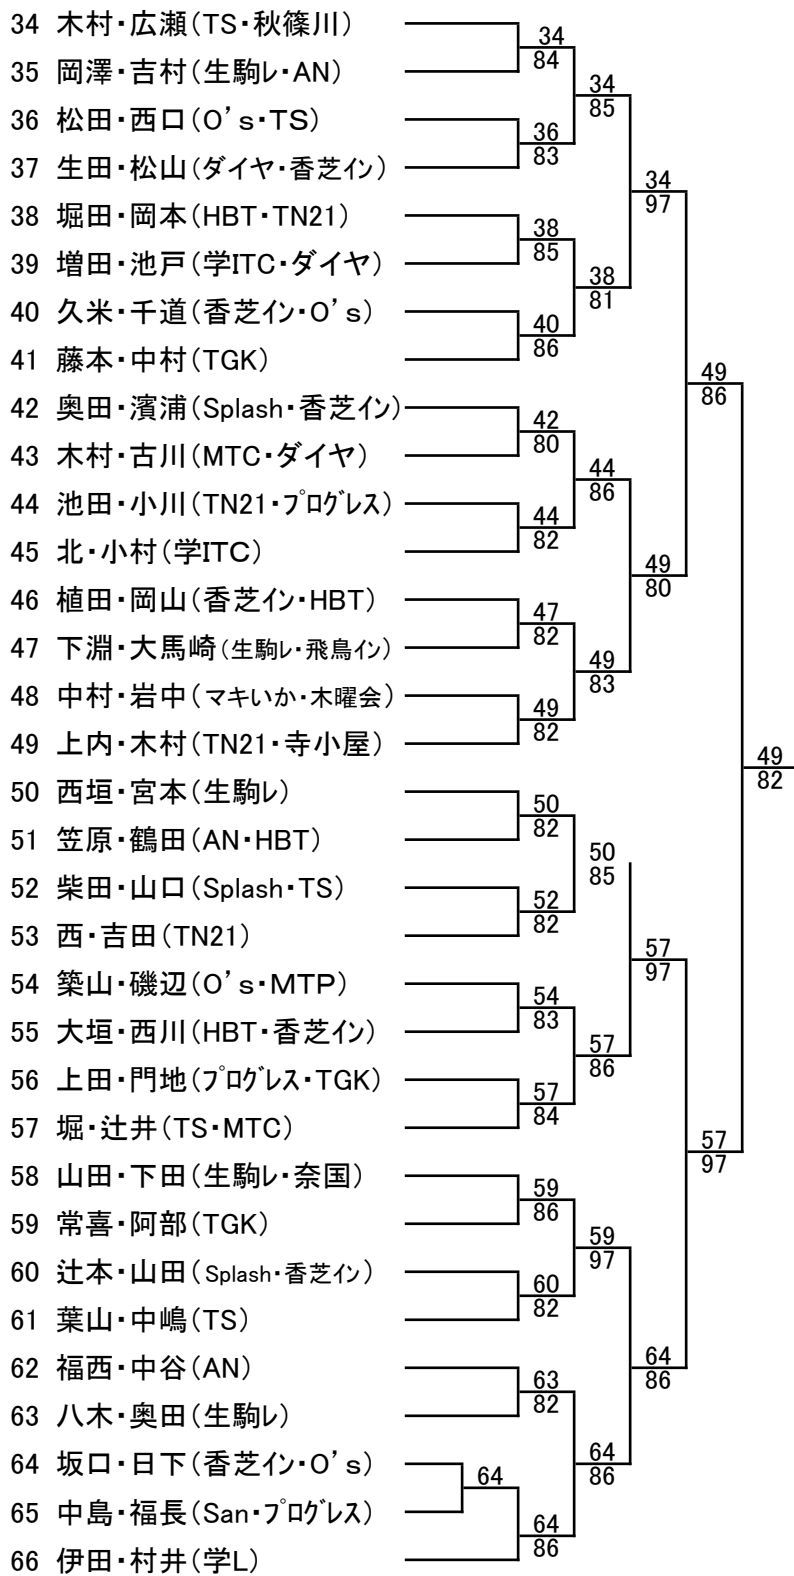 34 木村・広瀬(TS・秋篠川)
34
84
34
85
35 岡澤・吉村(生駒レ・AN)
36 松田・西口(O's・TS)
36
83
37 生田・松山(ダイヤ・香芝イン)
34
97
38 堀田・岡本(HBT・TN21)
38
85
39 増田・池戸(学ITC・ダイヤ)
38
81
40 久米・千道(香芝イン・O's)
40
86
41 藤本・中村(TGK)
49
86
42 奥田・濱浦(Splash・香芝イン)
42
80
43 木村・古川(MTC・ダイヤ)
44
86
44 池田・小川(TN21・プログレス)
44
82
45 北・小村(学ITC)
49
80
46 植田・岡山(香芝イン・HBT)
47
82
47 下淵・大馬崎(生駒レ・飛鳥イン)
49
83
48 中村・岩中(マキいか・木曜会)
49
82
49 上内・木村(TN21・寺小屋)
49
82
50 西垣・宮本(生駒レ)
50
82
51 笠原・鶴田(AN・HBT)
50
85
52 柴田・山口(Splash・TS)
52
82
53 西・吉田(TN21)
57
97
54 築山・磯辺(O's・MTP)
54
83
55 大垣・西川(HBT・香芝イン)
57
86
56 上田・門地(プログレス・TGK)
57
84
57 堀・辻井(TS・MTC)
57
97
58 山田・下田(生駒レ・奈国)
59
86
59 常喜・阿部(TGK)
59
97
60 辻本・山田(Splash・香芝イン)
60
82
61 葉山・中嶋(TS)
64
86
62 福西・中谷(AN)
63
82
63 八木・奥田(生駒レ)
64
86
64 坂口・日下(香芝イン・O's)
64
65 中島・福長(San・プログレス)
64
86
66 伊田・村井(学L)